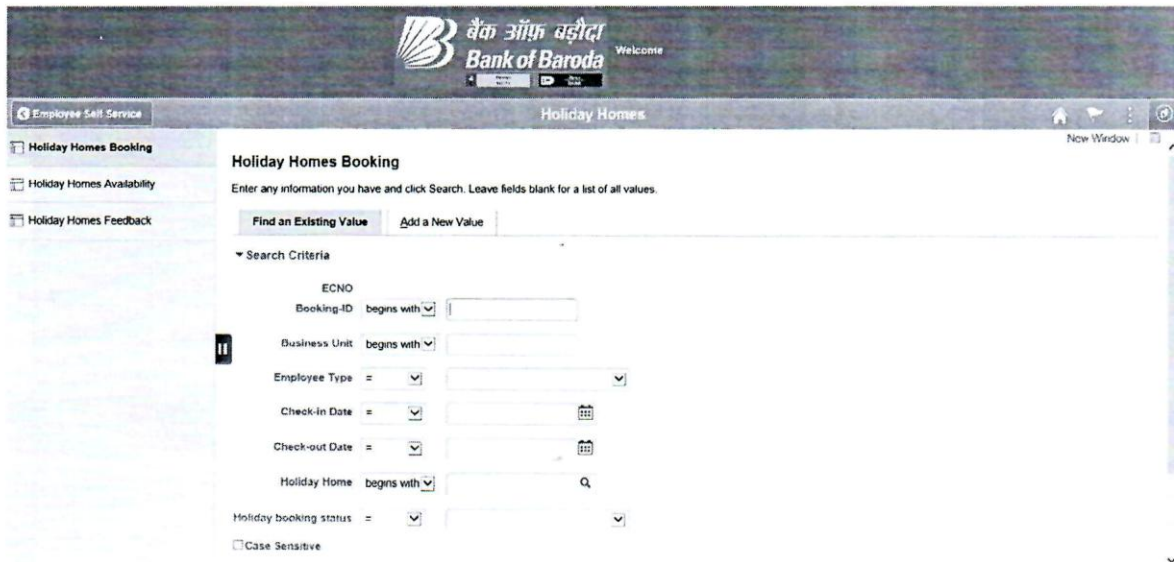 बैंक ऑफ़ बड़ौदा
Bank of Baroda
Welcome
Employee Self Service
Holiday Homes
New Window
Holiday Homes Booking
Holiday Homes Availability
Holiday Homes Feedback
Holiday Homes Booking
Enter any information you have and click Search. Leave fields blank for a list of all values.
Find an Existing Value
Add a New Value
Search Criteria
ECNO
Booking-ID begins with
Business Unit begins with
Employee Type =
Check-in Date =
Check-out Date =
Holiday Home begins with
Holiday booking status =
Case Sensitive